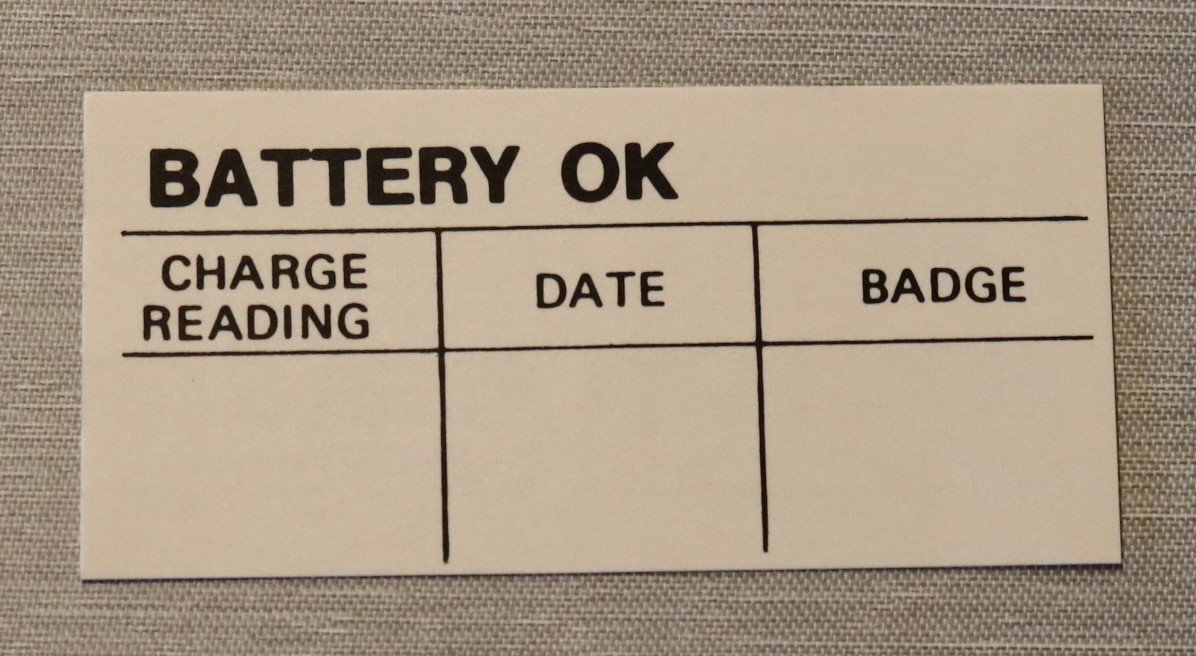 BATTERY OK
CHARGE READING
DATE
BADGE